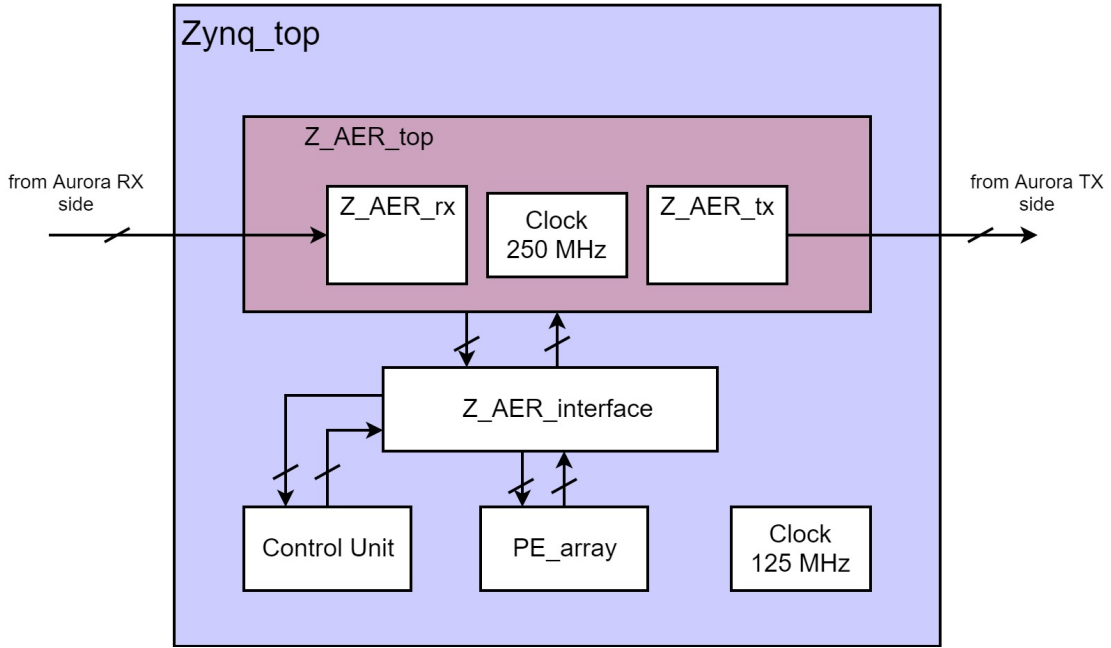 Zynq_top
Z_AER_top
from Aurora RX
side
Z_AER_rx
Clock
250 MHz
Z_AER_tx
from Aurora TX
side
Z_AER_interface
Control Unit
PE_array
Clock
125 MHz